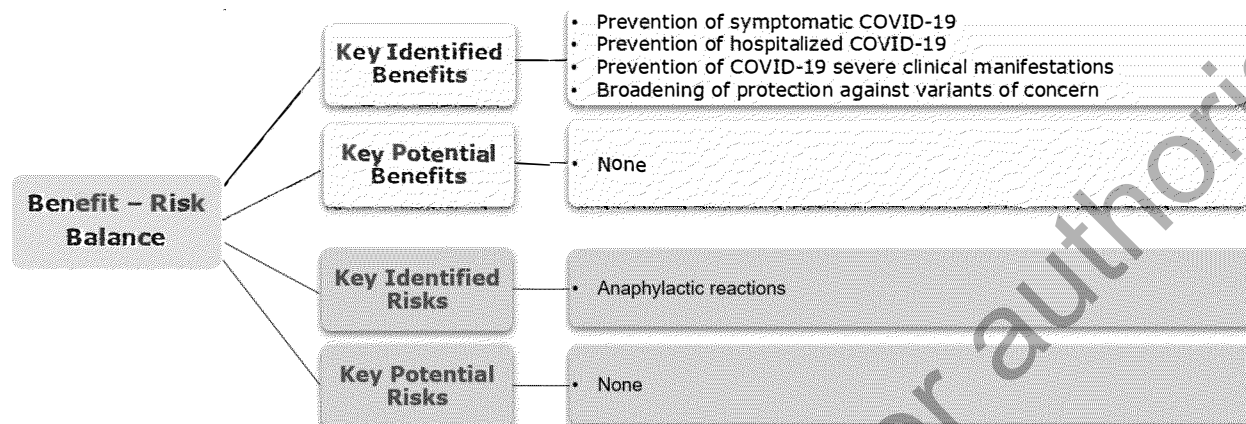 Benefit – Risk
Balance
Key Identified
Benefits
• Prevention of symptomatic COVID-19
• Prevention of hospitalized COVID-19
• Prevention of COVID-19 severe clinical manifestations
• Broadening of protection against variants of concern
Key Potential
Benefits
• None
Key Identified
Risks
• Anaphylactic reactions
Key Potential
Risks
• None